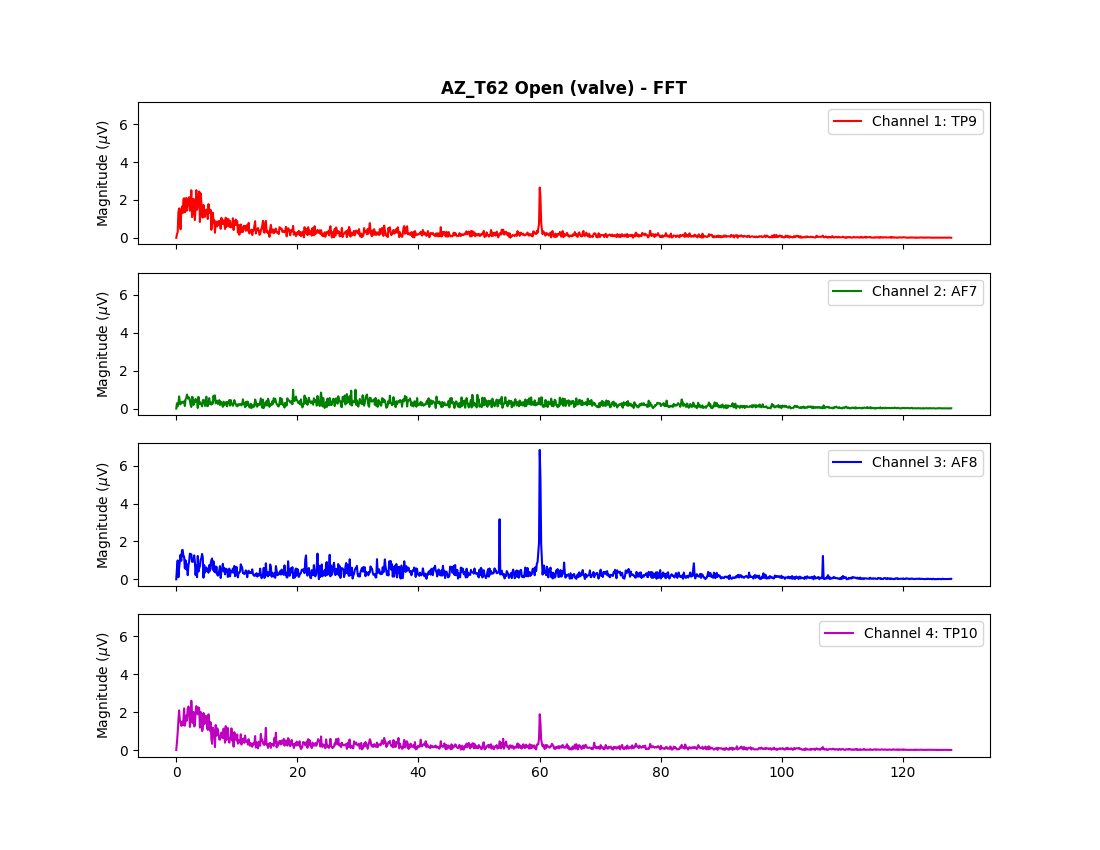 AZ_T62 Open (valve) - FFT
Magnitude (μV)
6
4
2
0
Channel 1: TP9
Magnitude (μV)
6
4
2
0
Channel 2: AF7
Magnitude (μV)
6
4
2
0
Channel 3: AF8
Magnitude (μV)
6
4
2
0
Channel 4: TP10
0 20 40 60 80 100 120